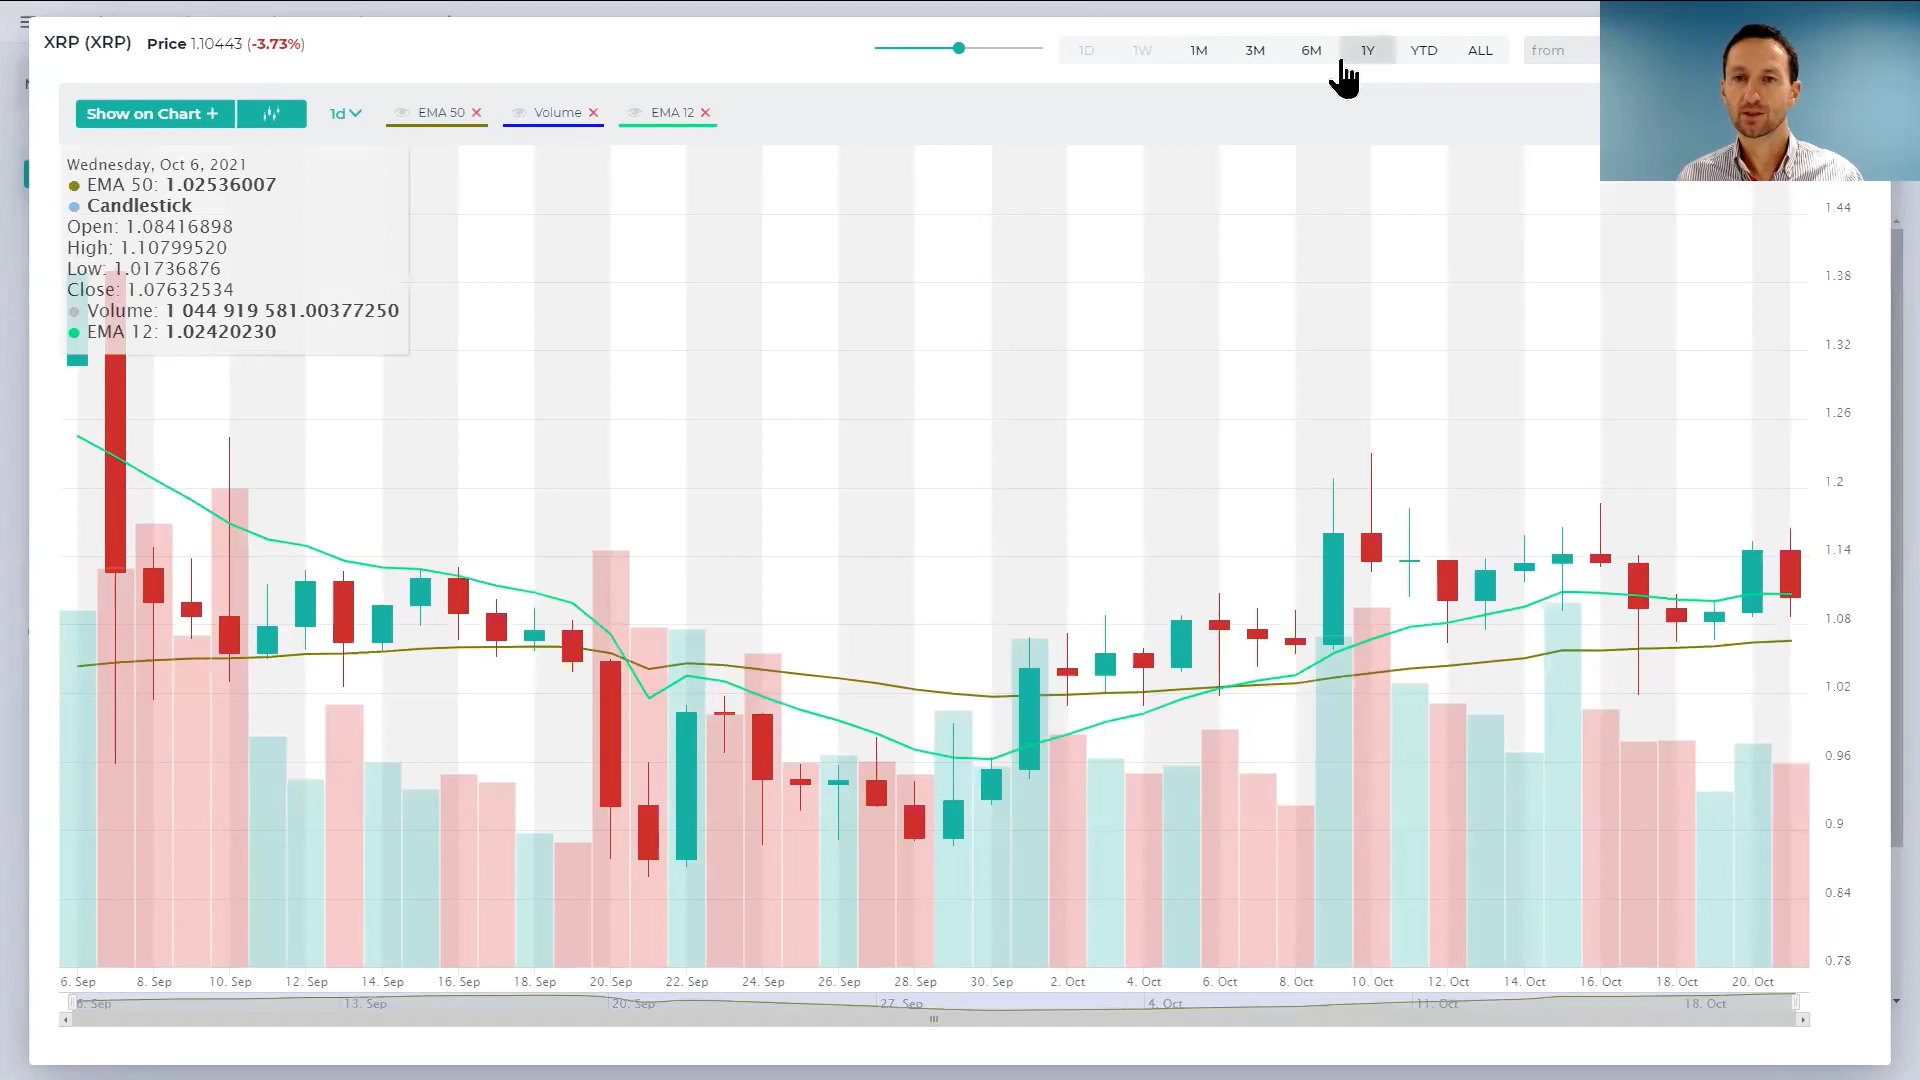 XRP (XRP) Price 1.10443 (-3.73%)
1D 1W 1M 3M 6M 1Y YTD ALL from
Show on Chart + 1d EMA 50 × Volume × EMA 12 ×
Wednesday, Oct 6, 2021
EMA 50: 1.02536007
Candlestick
Open: 1.08416898
High: 1.10799520
Low: 1.01736876
Close: 1.07632534
Volume: 1 044 919 581.00377250
EMA 12: 1.02420230
1.44
1.38
1.32
1.26
1.2
1.14
1.08
1.02
0.96
0.9
0.84
0.78
6. Sep 8. Sep 10. Sep 12. Sep 14. Sep 16. Sep 18. Sep 20. Sep 22. Sep 24. Sep 26. Sep 28. Sep 30. Sep 2. Oct 4. Oct 6. Oct 8. Oct 10. Oct 12. Oct 14. Oct 16. Oct 18. Oct 20. Oct
6. Sep 13. Sep 20. Sep 27. Sep 4. Oct 11. Oct 18. Oct